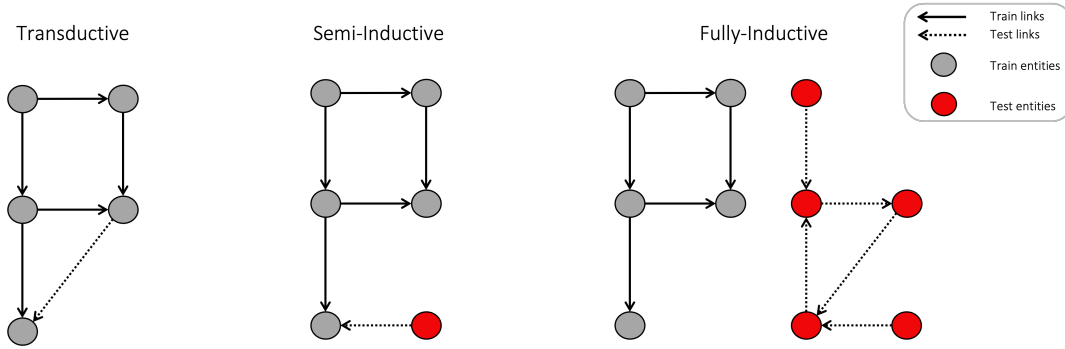 Transductive
Semi-Inductive
Fully-Inductive
Train links
Test links
Train entities
Test entities